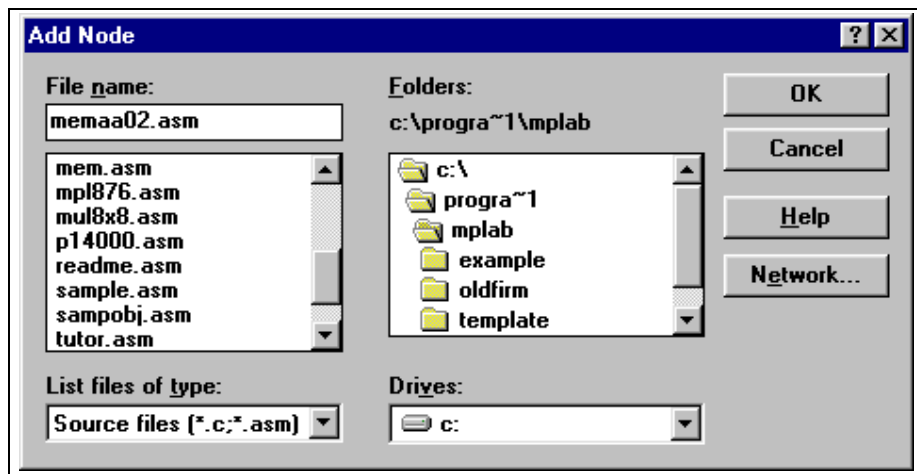 Add Node
File name:
memaa02.asm
mem.asm
mpl876.asm
mul8x8.asm
p14000.asm
readme.asm
sample.asm
sampobj.asm
tutor.asm
List files of type:
Source files (*.c;*.asm)
Folders:
c:\progra~1\mplab
c:\
progra~1
mplab
example
oldfirm
template
Drives:
c:
? X
OK
Cancel
Help
Network...